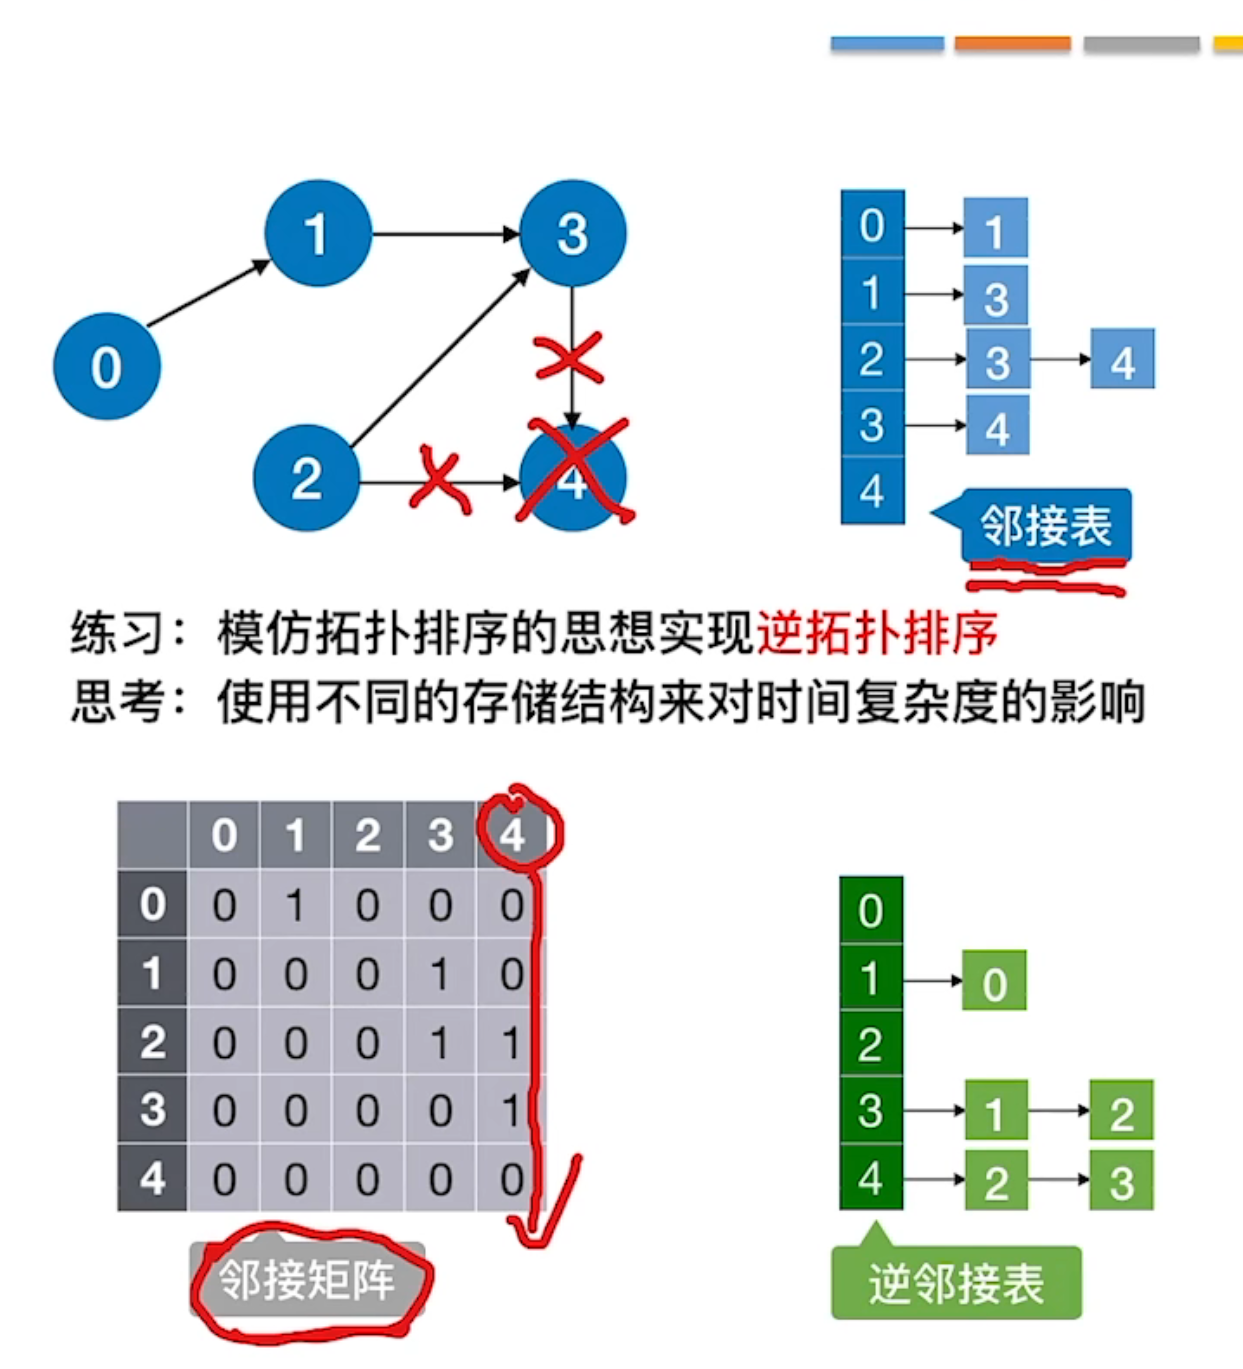 1 3
0
2 4
0 1
1 3
2 3 4
3 4
4
邻接表
练习：模仿拓扑排序的思想实现逆拓扑排序
思考：使用不同的存储结构来对时间复杂度的影响
0 1 2 3 4
0 0 1 0 0 0
1 0 0 0 1 0
2 0 0 0 1 1
3 0 0 0 0 1
4 0 0 0 0 0
邻接矩阵
0
1 0
2
3 1 2
4 2 3
逆邻接表